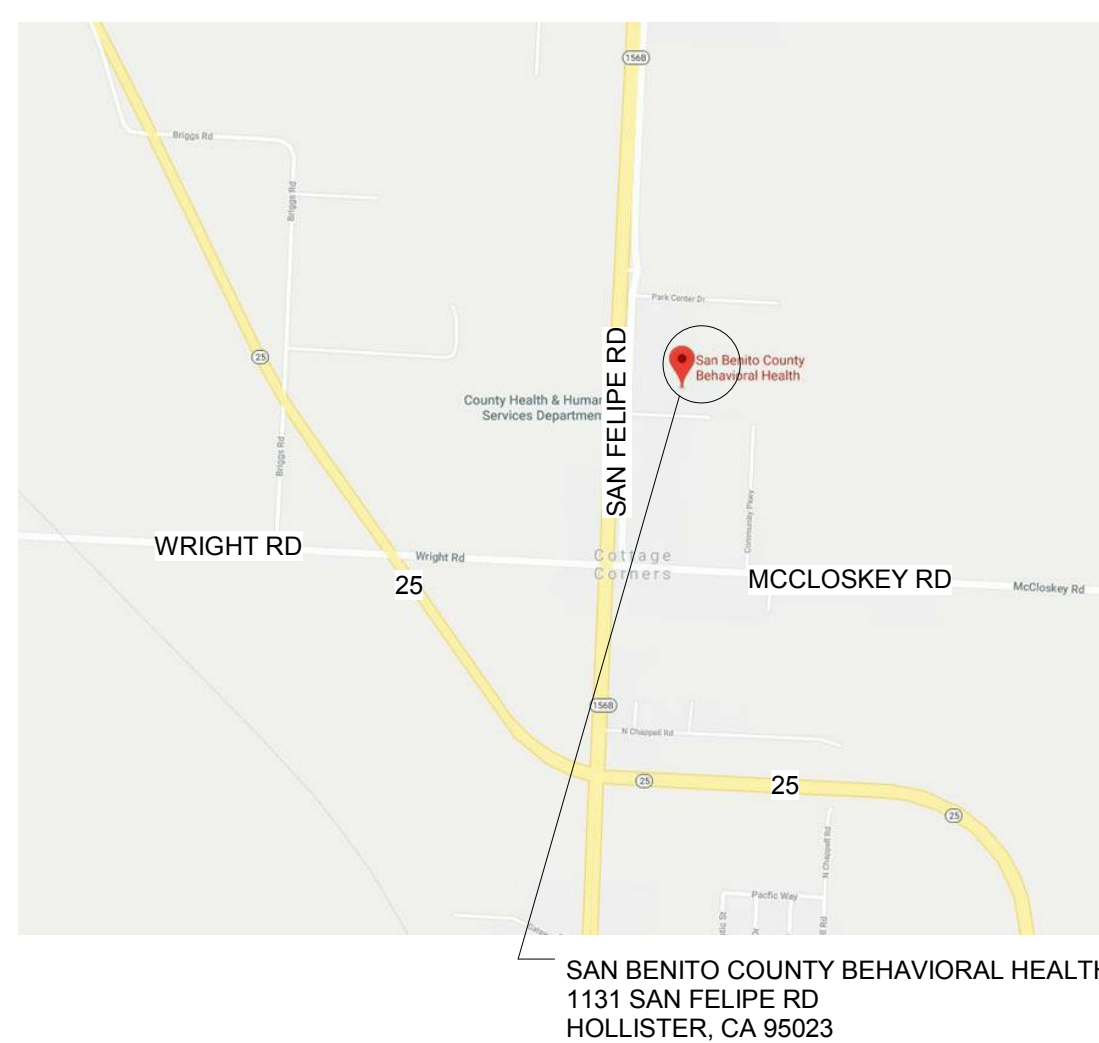 156B
Briggs Rd
Briggs Rd
Park Center Dr
25
SAN FELIPE RD
San Benito County
Behavioral Health
County Health & Human
Services Department
Briggs Rd
Community Pkwy
WRIGHT RD
Wright Rd
Cottage
Corners
25
MCCLOSKEY RD
McCloskey Rd
156B
N Chappell Rd
25
25
25
N Chappell Rd
Pacific Way
SAN BENITO COUNTY BEHAVIORAL HEALTH
1131 SAN FELIPE RD
HOLLISTER, CA 95023